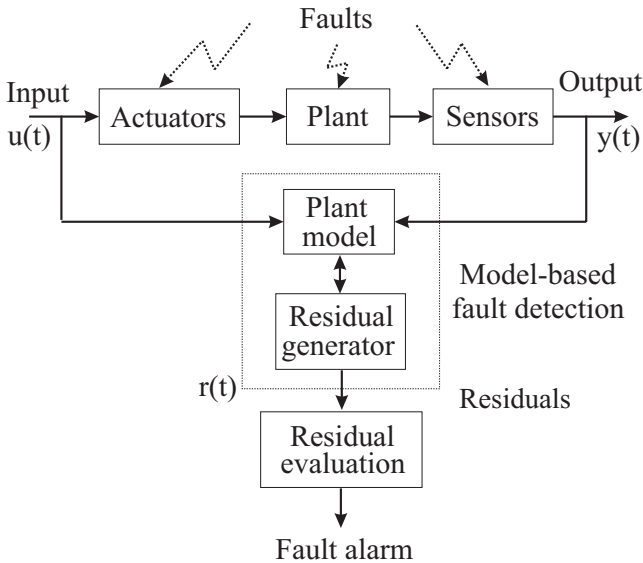 Faults
Input
Output
Actuators
Plant
Sensors
u(t)
y(t)
Plant
model
Model-based
fault detection
Residual
generator
r(t)
Residuals
Residual
evaluation
Fault alarm